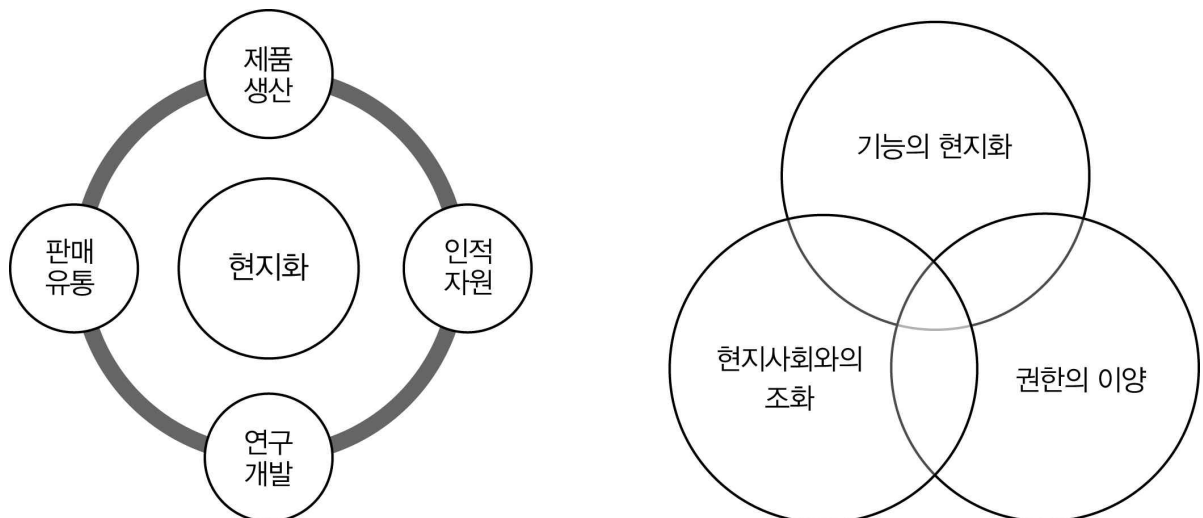 제품
생산
판매
유통
현지화
인적
자원
연구
개발
기능의 현지화
현지사회와의
조화
권한의 이양